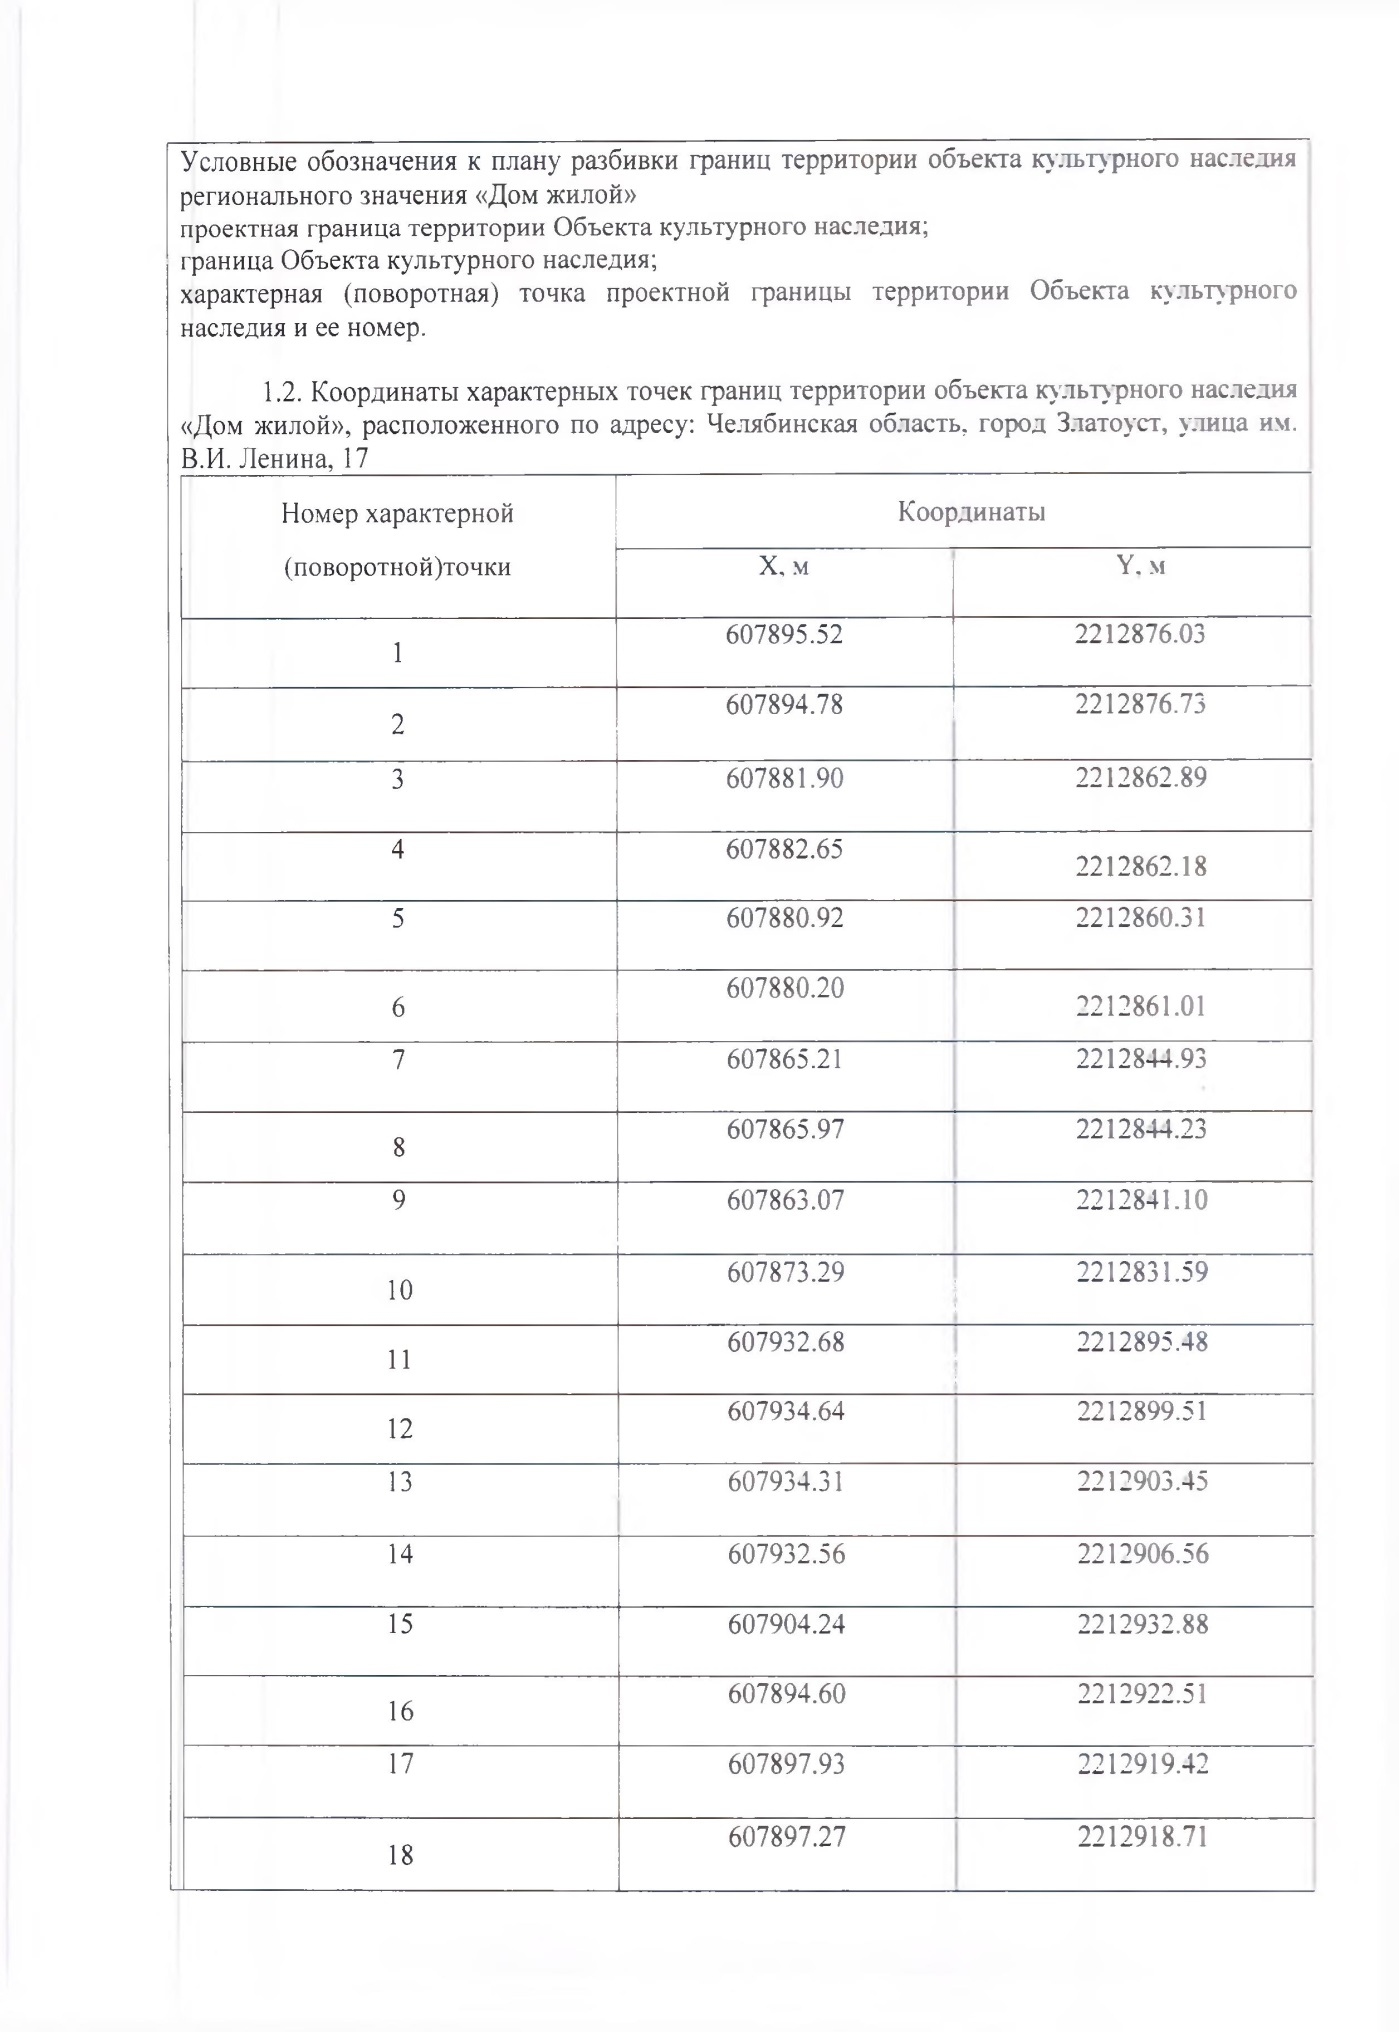 Условные обозначения к плану разбивки границ территории объекта культурного наследия
регионального значения «Дом жилой»
проектная граница территории Объекта культурного наследия;
граница Объекта культурного наследия;
характерная (поворотная) точка проектной границы территории Объекта культурного
наследия и ее номер.
1.2. Координаты характерных точек границ территории объекта культурного наследия
«Дом жилой», расположенного по адресу: Челябинская область, город Златоуст, улица им.
В.И. Ленина, 17
Номер характерной (поворотной)точки Координаты
X, м Y, м
1 607895.52 2212876.03
2 607894.78 2212876.73
3 607881.90 2212862.89
4 607882.65 2212862.18
5 607880.92 2212860.31
6 607880.20 2212861.01
7 607865.21 2212844.93
8 607865.97 2212844.23
9 607863.07 2212841.10
10 607873.29 2212831.59
11 607932.68 2212895.48
12 607934.64 2212899.51
13 607934.31 2212903.45
14 607932.56 2212906.56
15 607904.24 2212932.88
16 607894.60 2212922.51
17 607897.93 2212919.42
18 607897.27 2212918.71